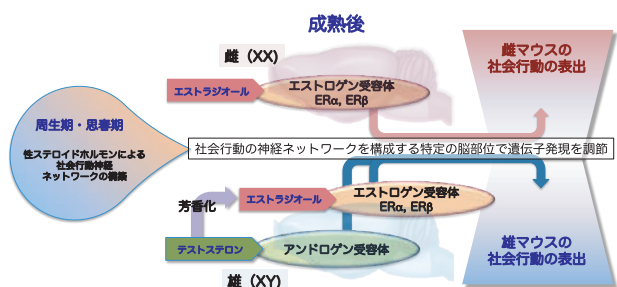 成熟後
雌（XX）
エストラジオール
エストロゲン受容体
ERα, ERβ
雌マウスの
社会行動の表出
周生期・思春期
性ステロイドホルモンによる
社会行動神経
ネットワークの構築
社会行動の神経ネットワークを構成する特定の脳部位で遺伝子発現を調節
芳香化
エストラジオール
エストロゲン受容体
ERα, ERβ
テストステロン
アンドロゲン受容体
雄（XY）
雄マウスの
社会行動の表出